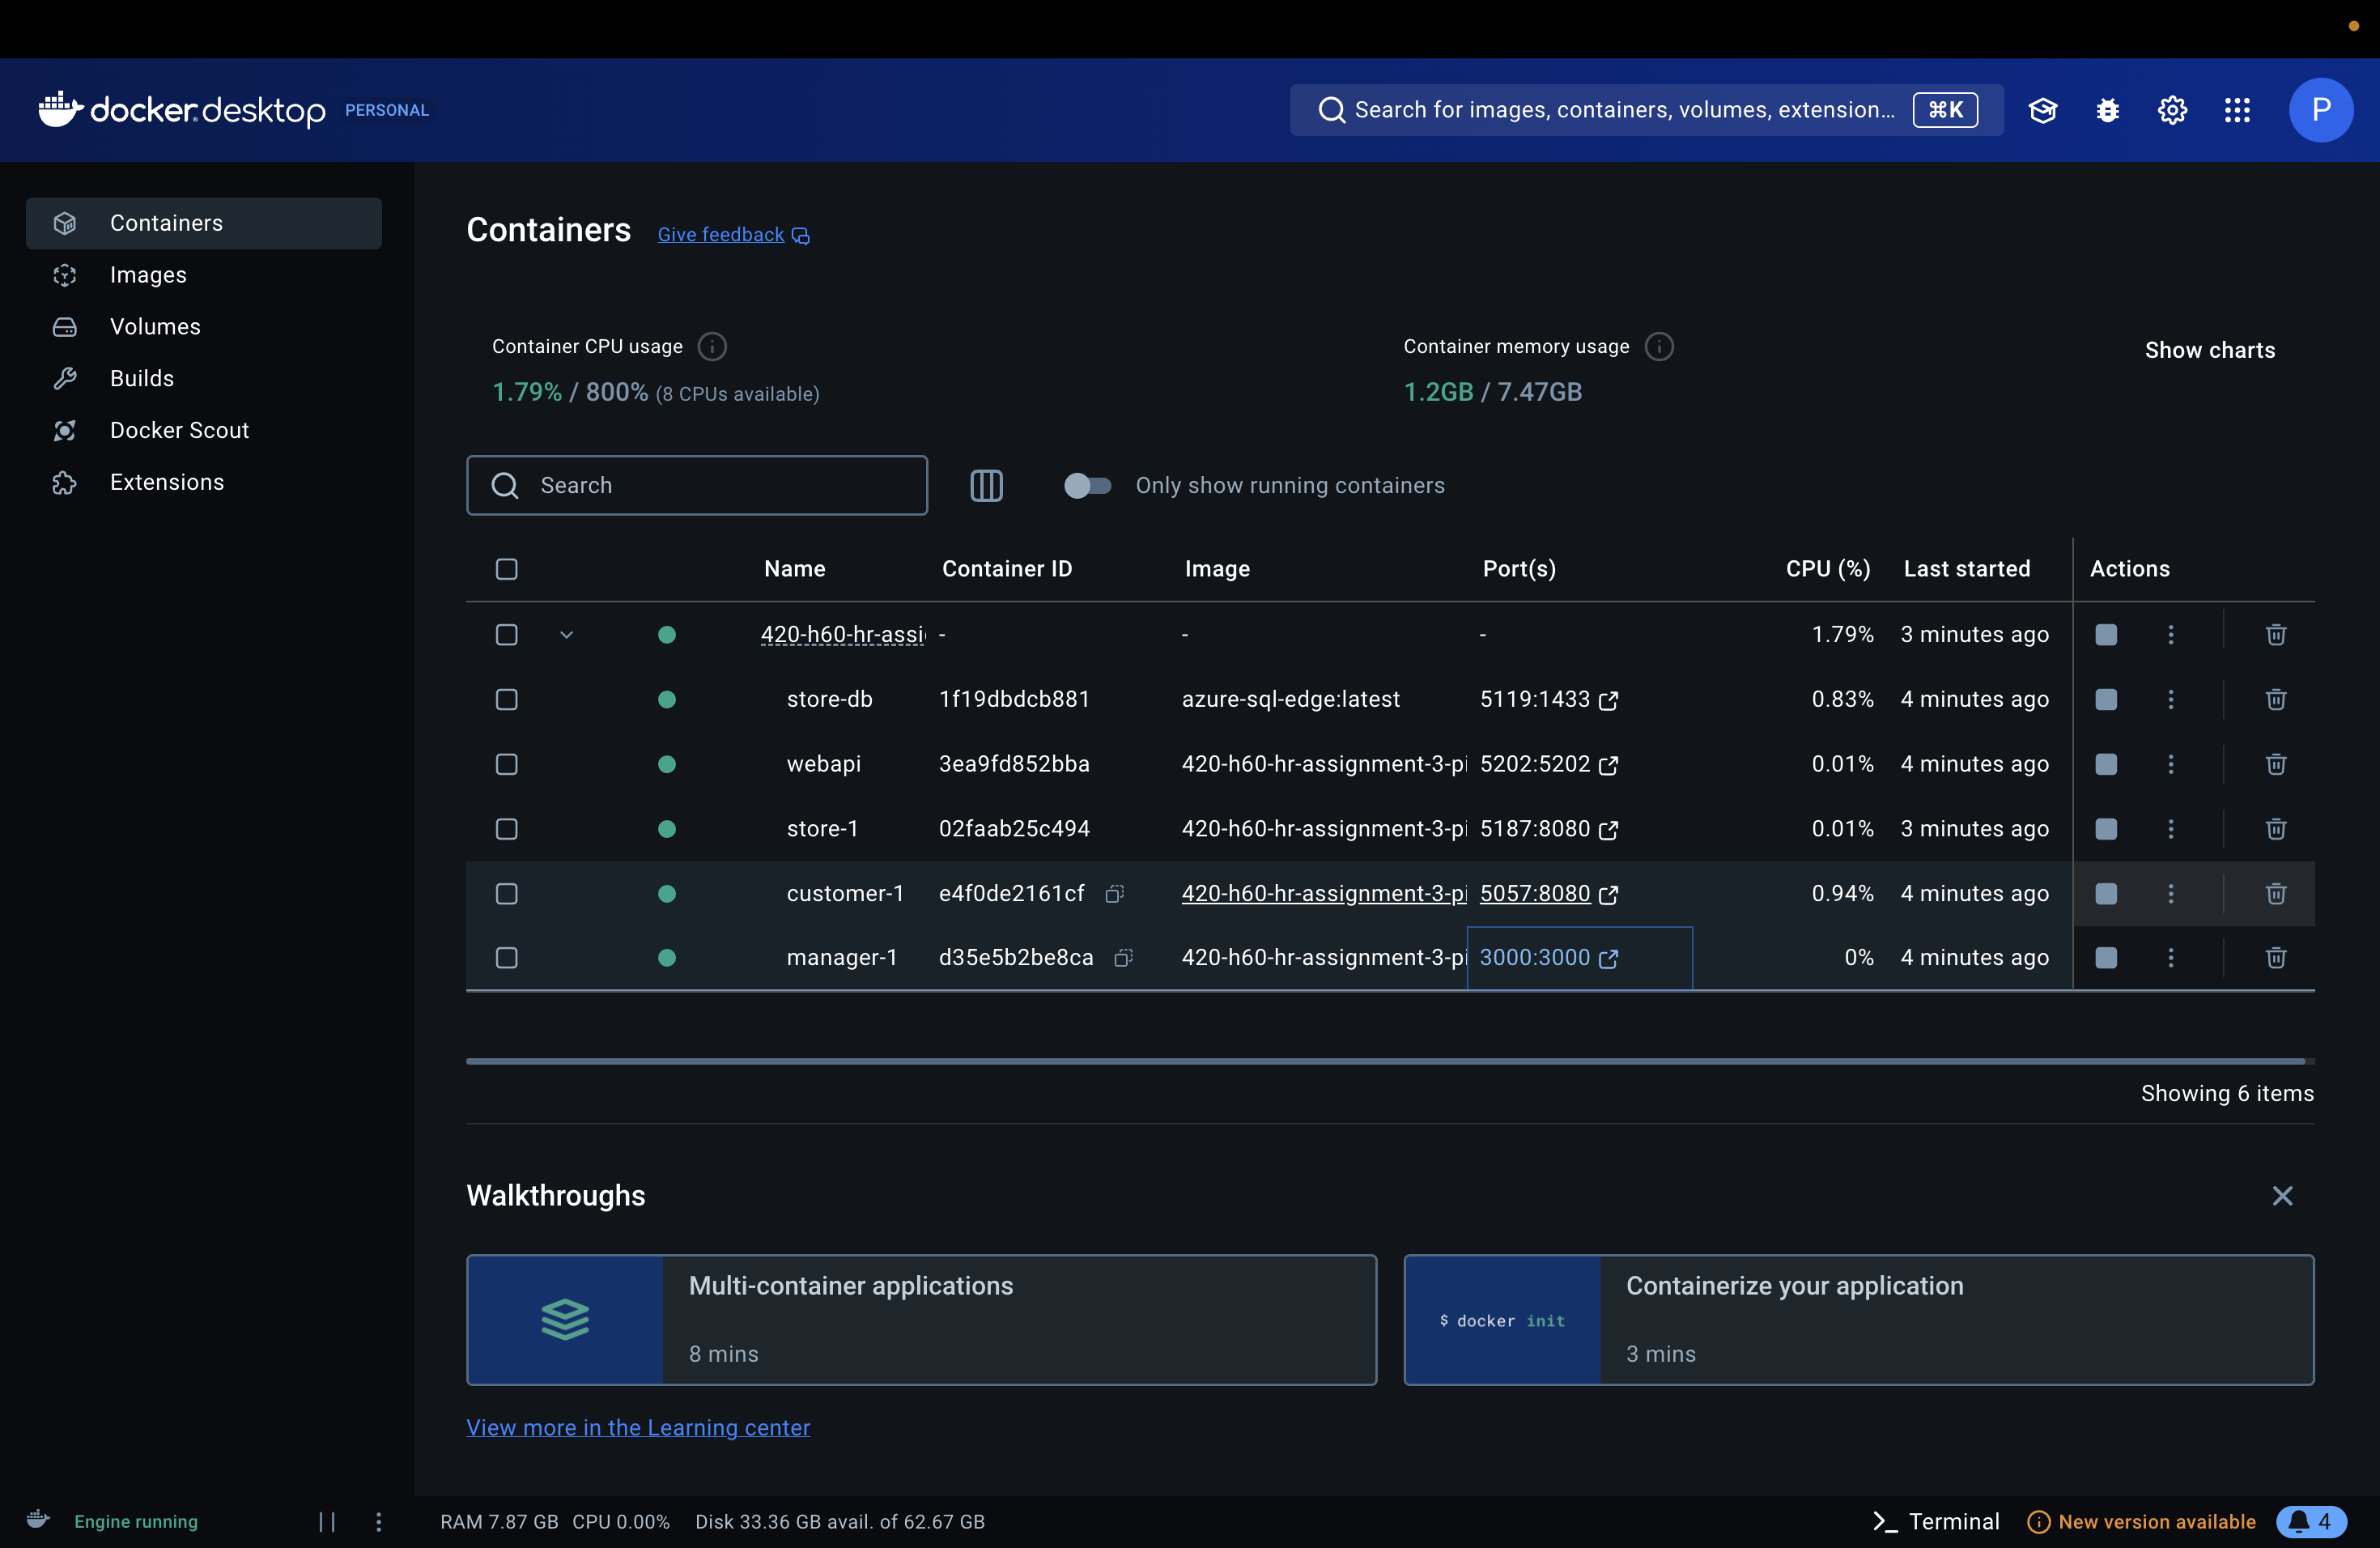 docker desktop PERSONAL
Search for images, containers, volumes, extension... ⌘K
P
Containers
Images
Volumes
Builds
Docker Scout
Extensions
Containers Give feedback
Container CPU usage
1.79% / 800% (8 CPUs available)
Container memory usage
1.2GB / 7.47GB
Show charts
Search
Only show running containers
Name Container ID Image Port(s) CPU (%) Last started Actions
420-h60-hr-assi - - - 1.79% 3 minutes ago
store-db 1f19dbdcb881 azure-sql-edge:latest 5119:1433 0.83% 4 minutes ago
webapi 3ea9fd852bba 420-h60-hr-assignment-3-pi 5202:5202 0.01% 4 minutes ago
store-1 02faab25c494 420-h60-hr-assignment-3-pi 5187:8080 0.01% 3 minutes ago
customer-1 e4f0de2161cf 420-h60-hr-assignment-3-pi 5057:8080 0.94% 4 minutes ago
manager-1 d35e5b2be8ca 420-h60-hr-assignment-3-pi 3000:3000 0% 4 minutes ago
Showing 6 items
Walkthroughs
Multi-container applications
8 mins
$ docker init
Containerize your application
3 mins
View more in the Learning center
Engine running
RAM 7.87 GB CPU 0.00% Disk 33.36 GB avail. of 62.67 GB
Terminal
New version available
4